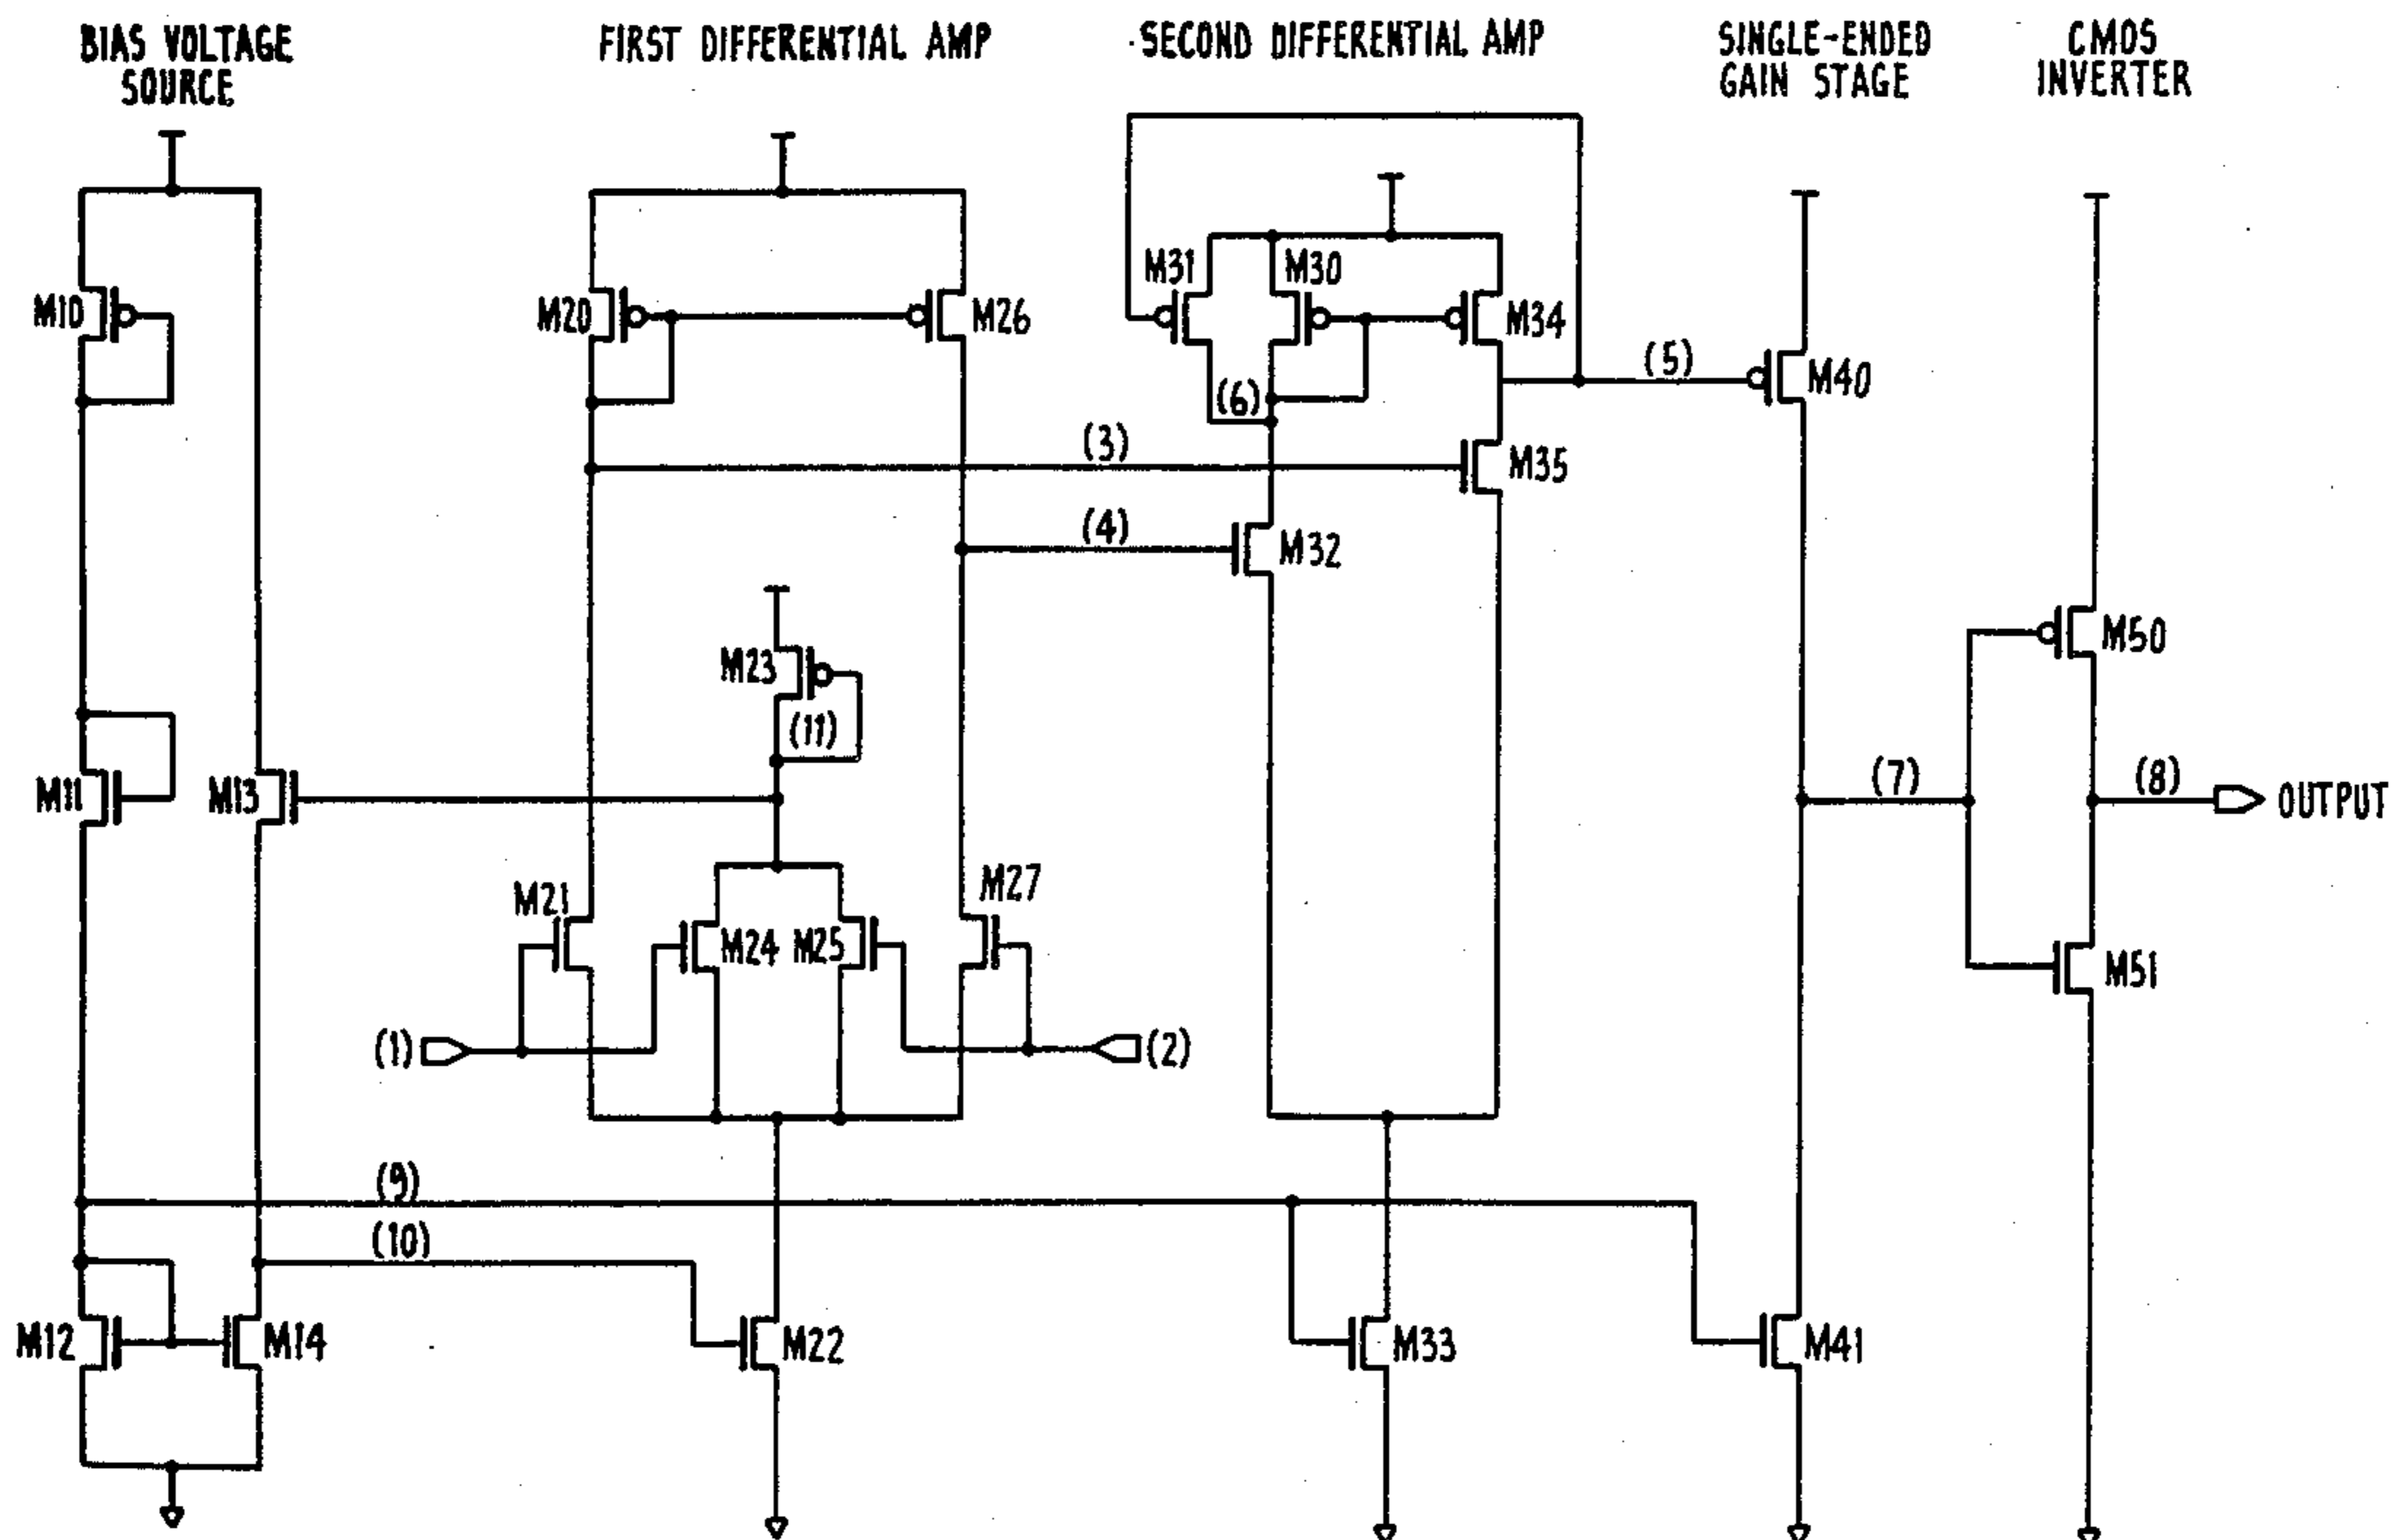 BIAS VOLTAGE
SOURCE
FIRST DIFFERENTIAL AMP
SECOND DIFFERENTIAL AMP
SINGLE-ENDED
GAIN STAGE
CMOS
INVERTER
M10
M20
M26
M31
M30
M34
(5)
M40
(6)
(3)
M35
(4)
M32
M23
(11)
M50
M11
M13
(7)
(8)
OUTPUT
M21
M24
M25
M27
M51
(1)
(2)
(9)
(10)
M12
M14
M22
M33
M41